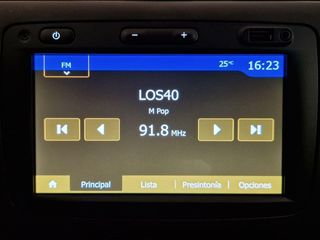 FM
25°C 16:23
LOS40
M Pop
91.8 MHz
Principal Lista Presintonía Opciones